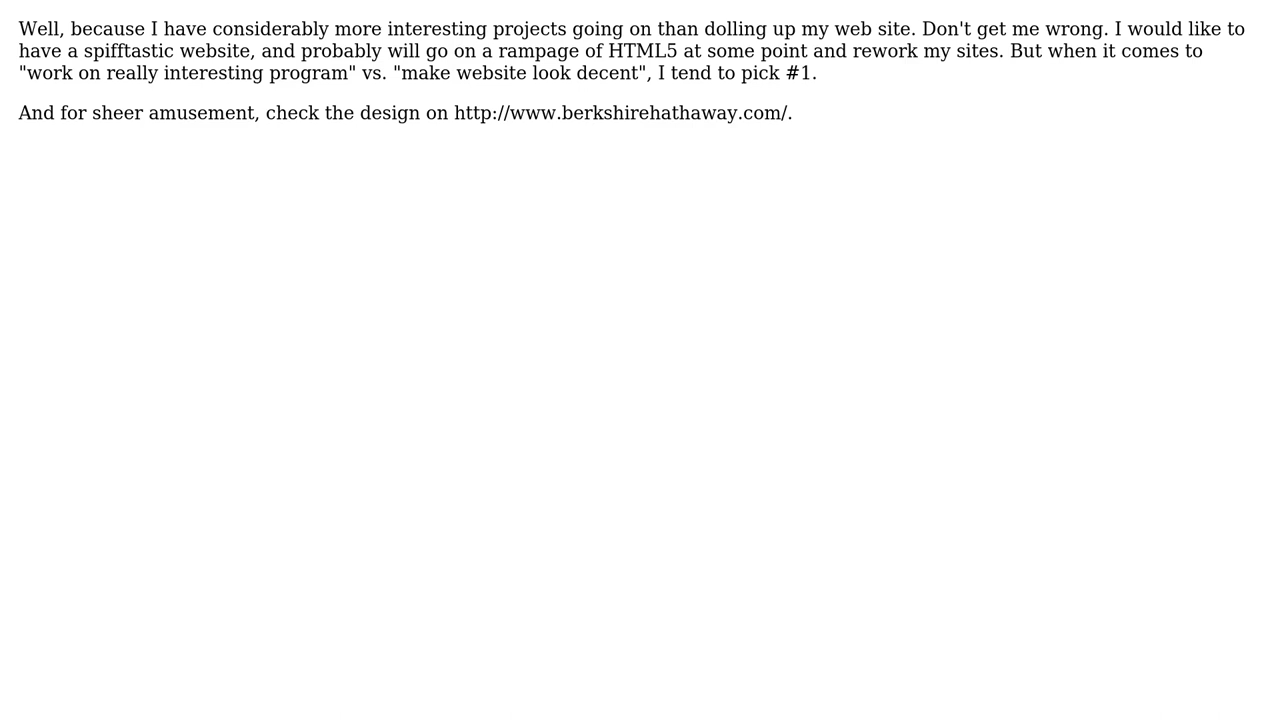 Well, because I have considerably more interesting projects going on than dolling up my web site. Don't get me wrong. I would like to
have a spifftastic website, and probably will go on a rampage of HTML5 at some point and rework my sites. But when it comes to
"work on really interesting program" vs. "make website look decent", I tend to pick #1.
And for sheer amusement, check the design on http://www.berkshirehathaway.com/.